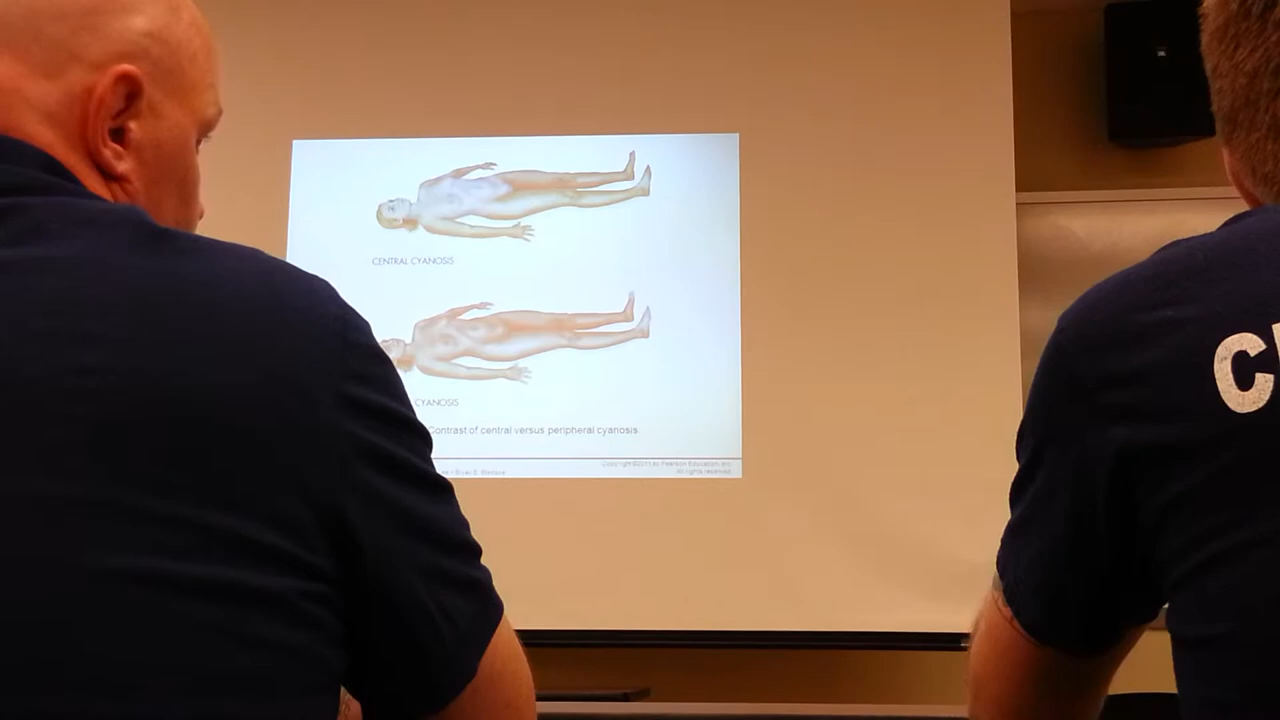 CENTRAL CYANOSIS
CYANOSIS
Contrast of central versus peripheral cyanosis.
Copyright ©2011 by Pearson Education, Inc.
All rights reserved.
C